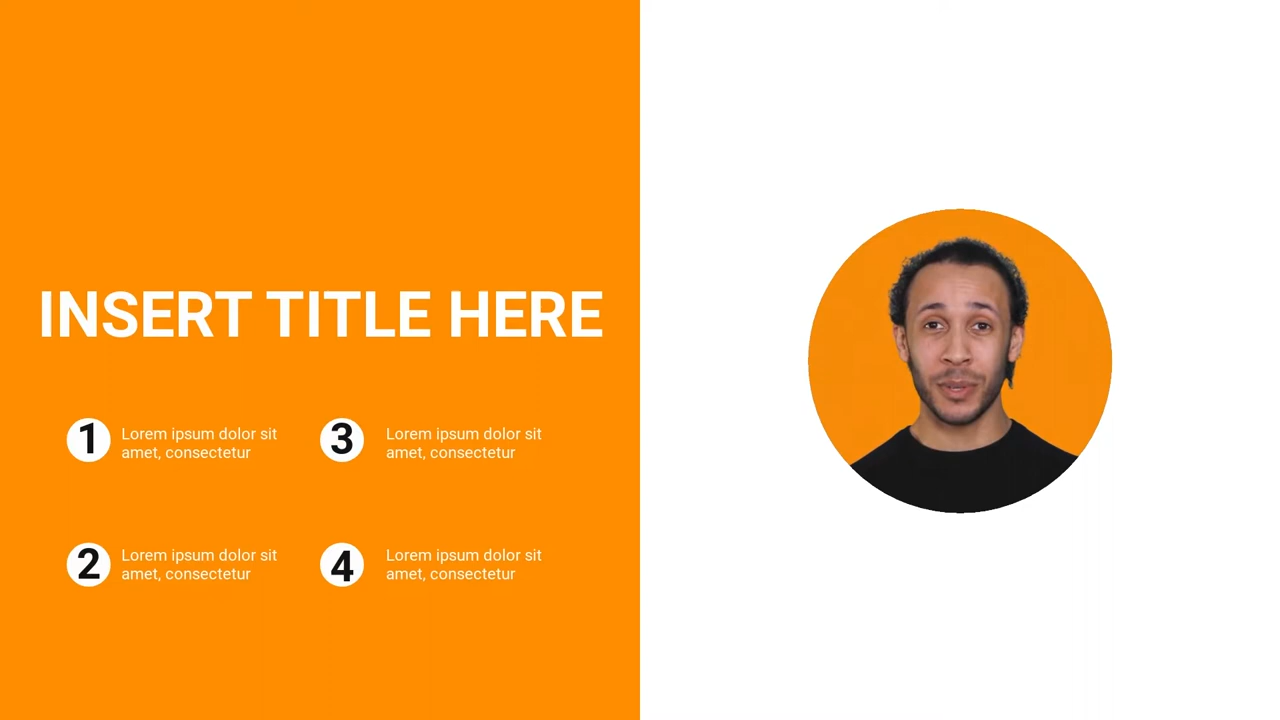 INSERT TITLE HERE
1
Lorem ipsum dolor sit
amet, consectetur
2
Lorem ipsum dolor sit
amet, consectetur
3
Lorem ipsum dolor sit
amet, consectetur
4
Lorem ipsum dolor sit
amet, consectetur